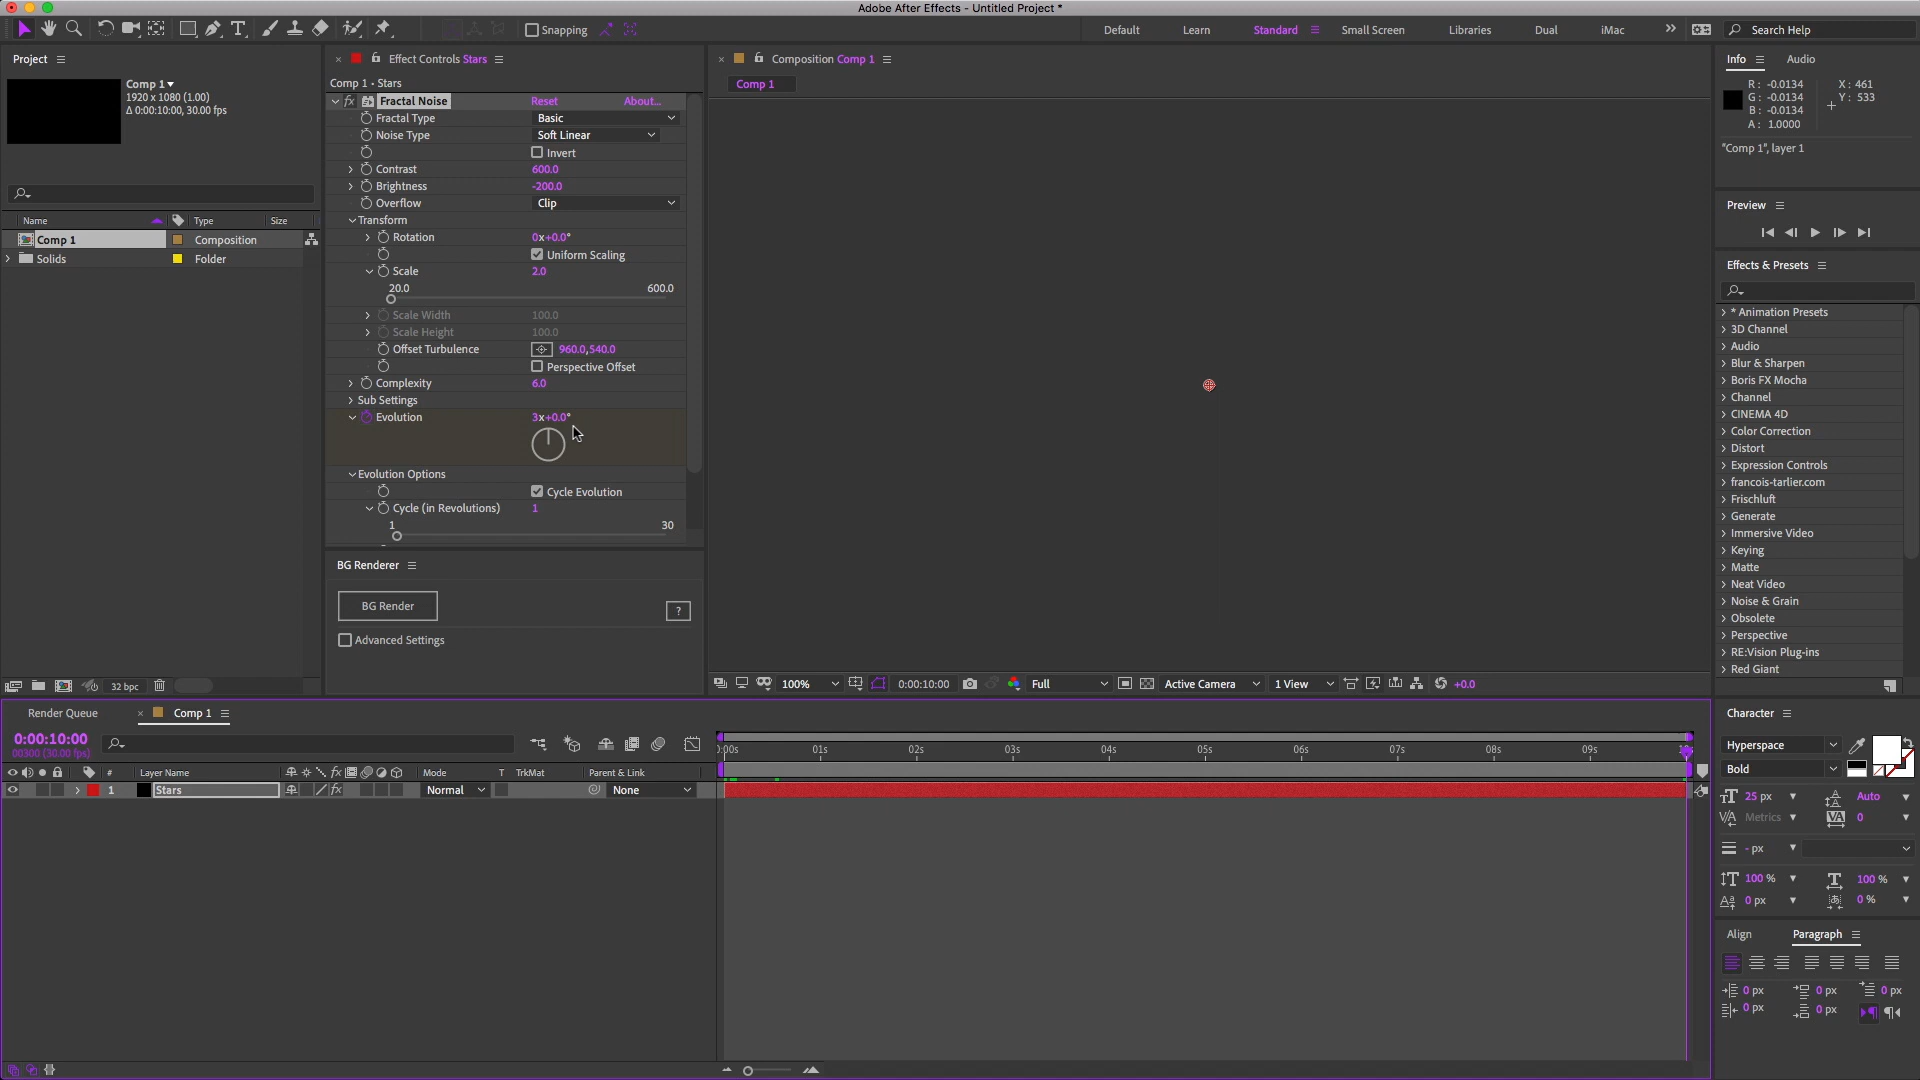 Adobe After Effects - Untitled Project *
Snapping
Default
Learn
Standard
Small Screen
Libraries
Dual
iMac
Search Help
Project
Comp 1
1920 x 1080 (1.00)
Δ 0:00:10:00, 30.00 fps
Name
Type
Size
Comp 1
Composition
Solids
Folder
32 bpc
Effect Controls Stars
Comp 1 • Stars
fx
Fractal Noise
Reset
About...
Fractal Type
Basic
Noise Type
Soft Linear
Invert
Contrast
600.0
Brightness
-200.0
Overflow
Clip
Transform
Rotation
0x+0.0°
Uniform Scaling
Scale
2.0
20.0
600.0
Scale Width
100.0
Scale Height
100.0
Offset Turbulence
960.0,540.0
Perspective Offset
Complexity
6.0
Sub Settings
Evolution
3x+0.0°
Evolution Options
Cycle Evolution
Cycle (in Revolutions)
1
1
30
BG Renderer
BG Render
?
Advanced Settings
Composition Comp 1
Comp 1
100%
0:00:10:00
Full
Active Camera
1 View
+0.0
Info
Audio
R: -0.0134
G: -0.0134
B: -0.0134
A: 1.0000
X: 461
Y: 533
"Comp 1", layer 1
Preview
Effects & Presets
* Animation Presets
3D Channel
Audio
Blur & Sharpen
Boris FX Mocha
Channel
CINEMA 4D
Color Correction
Distort
Expression Controls
francois-tarlier.com
Frischluft
Generate
Immersive Video
Keying
Matte
Neat Video
Noise & Grain
Obsolete
Perspective
RE:Vision Plug-ins
Red Giant
Render Queue
Comp 1
0:00:10:00
00300 (30.00 fps)
#
Layer Name
fx
Mode
T
TrkMat
Parent & Link
1
Stars
fx
Normal
None
):00s
01s
02s
03s
04s
05s
06s
07s
08s
09s
Character
Hyperspace
Bold
25 px
Auto
Metrics
0
- px
100 %
100 %
0 px
0 %
Align
Paragraph
0 px
0 px
0 px
0 px
0 px